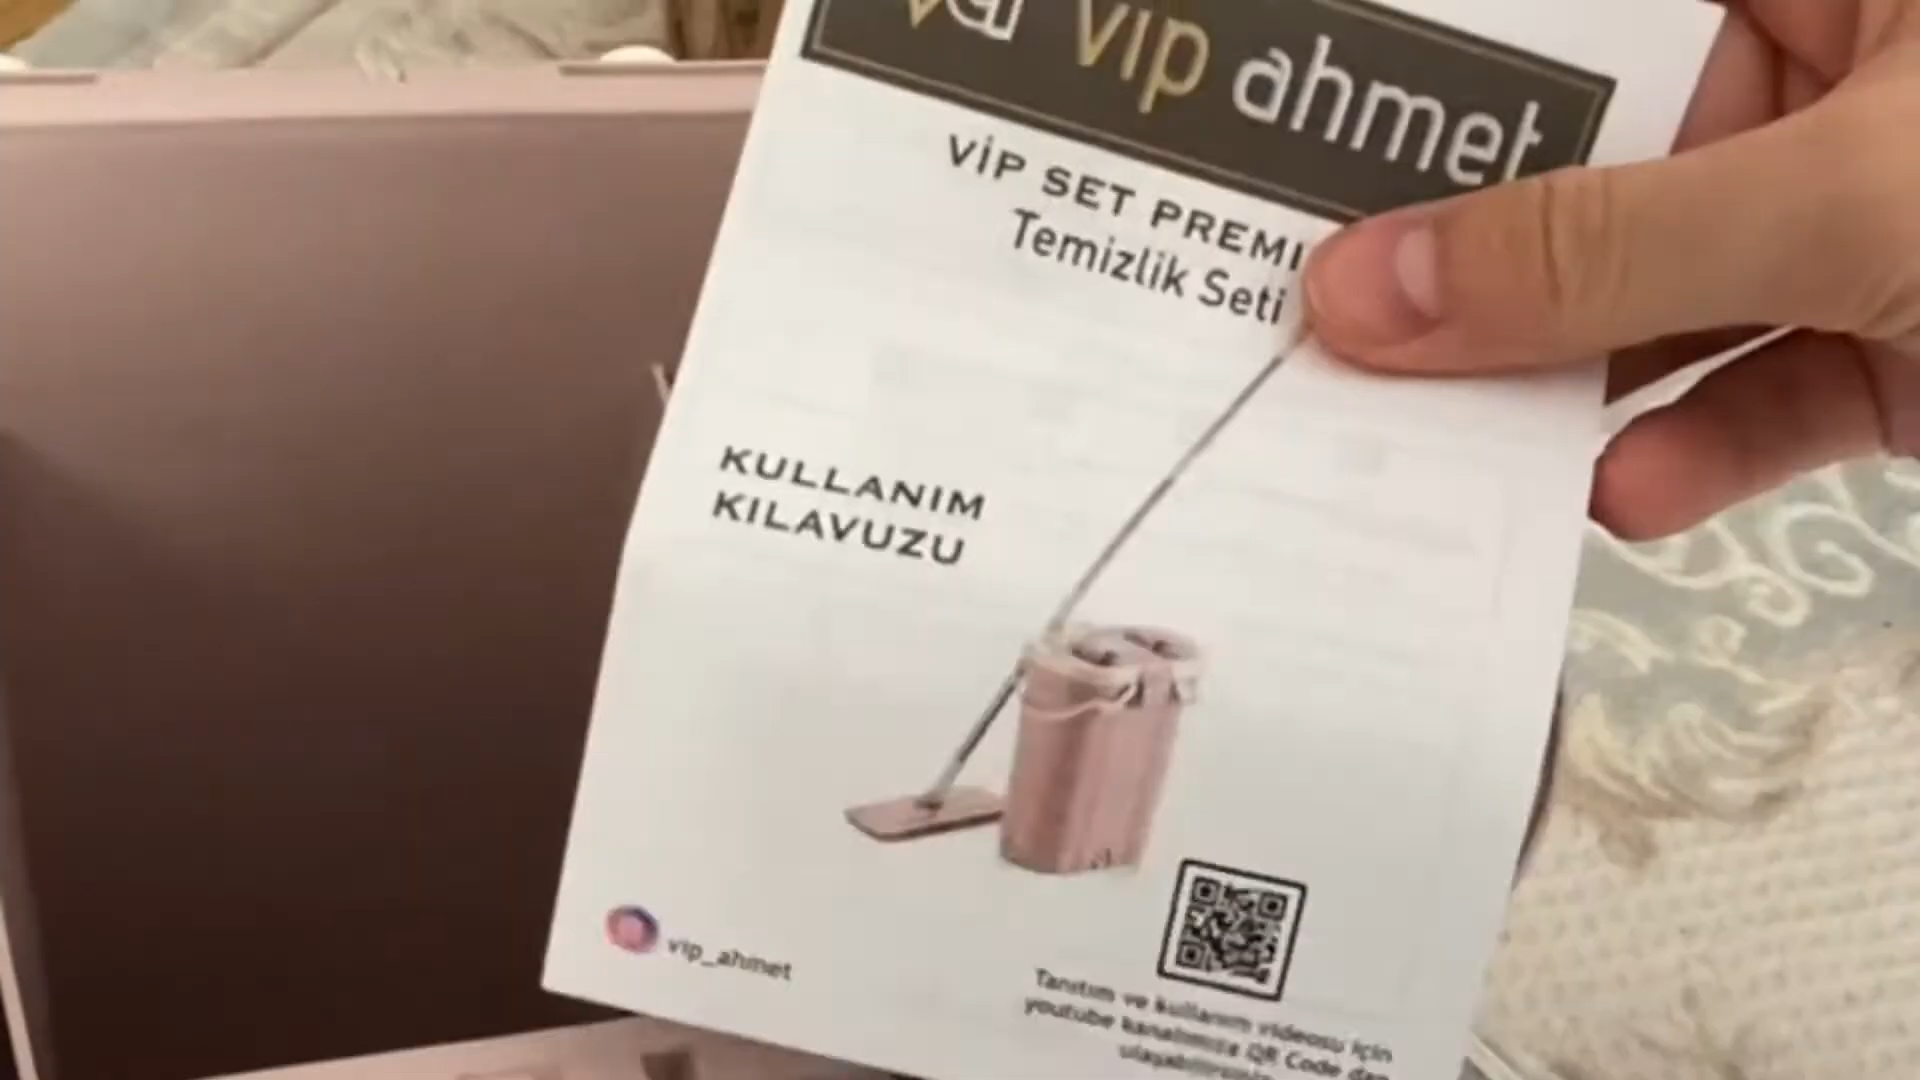 va vip ahmet
VİP SET PREMI
Temizlik Seti
KULLANIM
KILAVUZU
vip_ahmet
Tanıtım ve kullanım videosu için
youtube kanalımıza QR Code dan